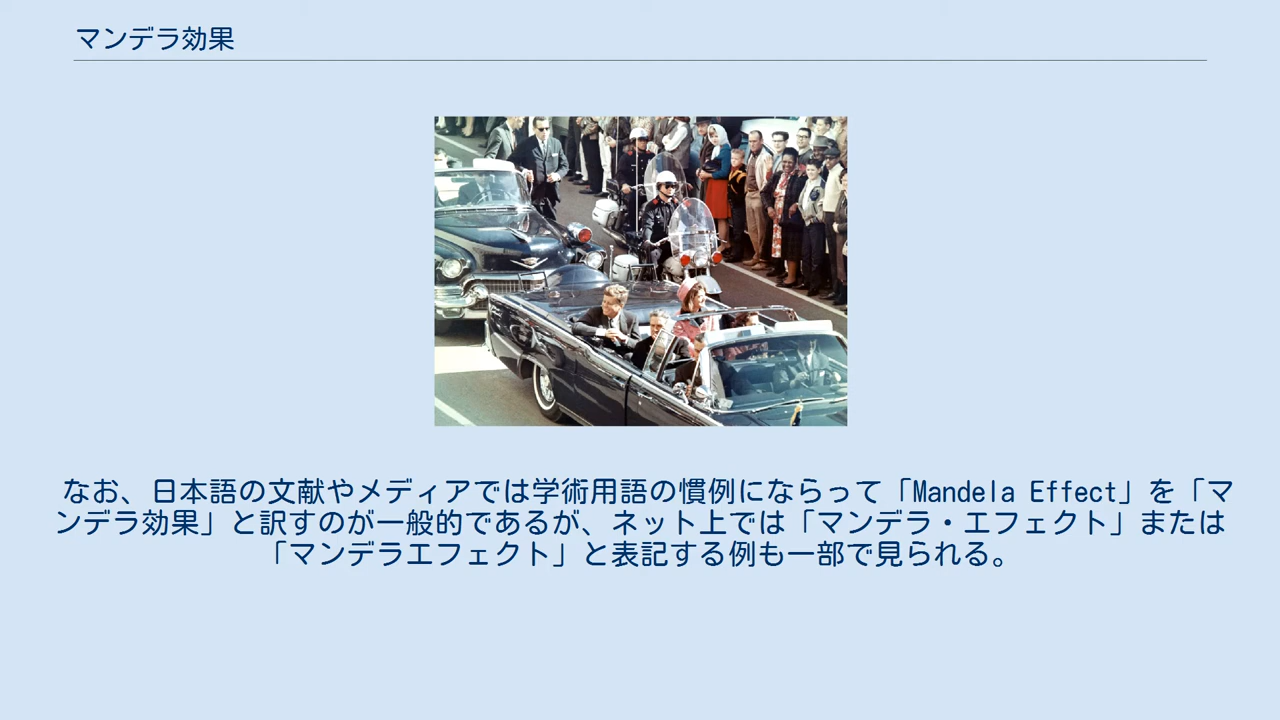 マンデラ効果
なお、日本語の文献やメディアでは学術用語の慣例にならって「Mandela Effect」を「マ
ンデラ効果」と訳すのが一般的であるが、ネット上では「マンデラ・エフェクト」または
「マンデラエフェクト」と表記する例も一部で見られる。